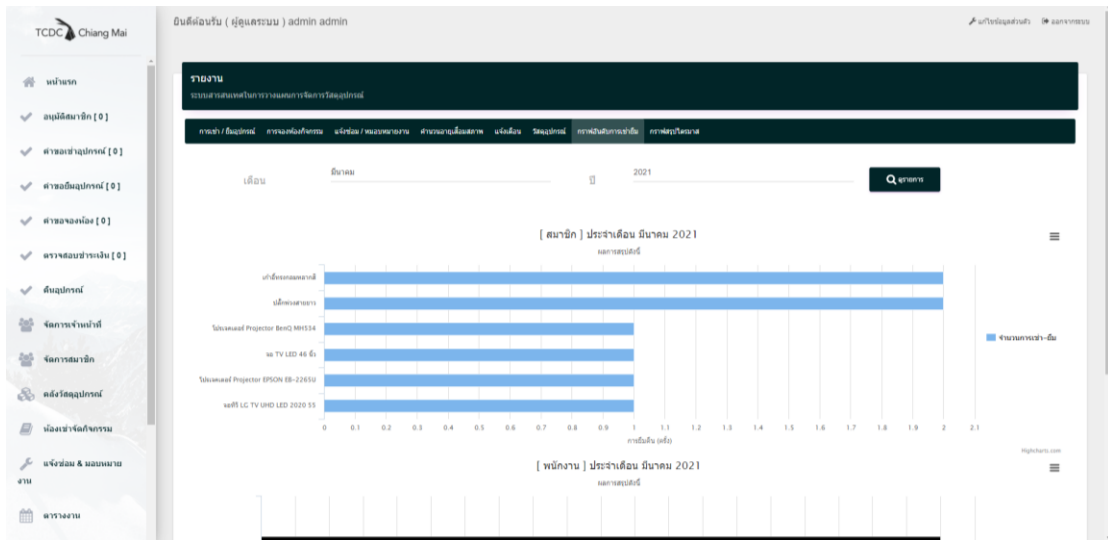 TCDC Chiang Mai
ยินดีต้อนรับ ( ผู้ดูแลระบบ ) admin admin
แก้ไขข้อมูลส่วนตัว
ออกจากระบบ
หน้าแรก
อนุมัติสมาชิก [ 0 ]
คำขอเช่าอุปกรณ์ [ 0 ]
คำขอยืมอุปกรณ์ [ 0 ]
คำขอจองห้อง [ 0 ]
ตรวจสอบชำระเงิน [ 0 ]
คืนอุปกรณ์
จัดการเจ้าหน้าที่
จัดการสมาชิก
คลังวัสดุอุปกรณ์
ห้องเช่าจัดกิจกรรม
แจ้งซ่อม & มอบหมาย
งาน
ตารางงาน
รายงาน
ระบบสารสนเทศในการวางแผนการจัดการวัสดุอุปกรณ์
การเช่า / ยืมอุปกรณ์ การจองห้องกิจกรรม แจ้งซ่อม / หมอบหมายงาน คำนวนอายุเสื่อมสภาพ แจ้งเตือน วัสดุอุปกรณ์ กราฟอันดับการเช่ายืม กราฟสรุปไตรมาส
เดือน มีนาคม ปี 2021 ดูรายการ
[ สมาชิก ] ประจำเดือน มีนาคม 2021
ผลการสรุปดังนี้
เก้าอี้ทรงกลมหลากสี
ปลั๊กพ่วงสายยาว
โปรเจคเตอร์ Projector BenQ MH534
จอ TV LED 46 นิ้ว
โปรเจคเตอร์ Projector EPSON EB-2265U
จอทีวี LG TV UHD LED 2020 55
จำนวนการเช่า-ยืม
0 0.1 0.2 0.3 0.4 0.5 0.6 0.7 0.8 0.9 1 1.1 1.2 1.3 1.4 1.5 1.6 1.7 1.8 1.9 2 2.1
การยืมคืน (ครั้ง)
Highcharts.com
[ พนักงาน ] ประจำเดือน มีนาคม 2021
ผลการสรุปดังนี้